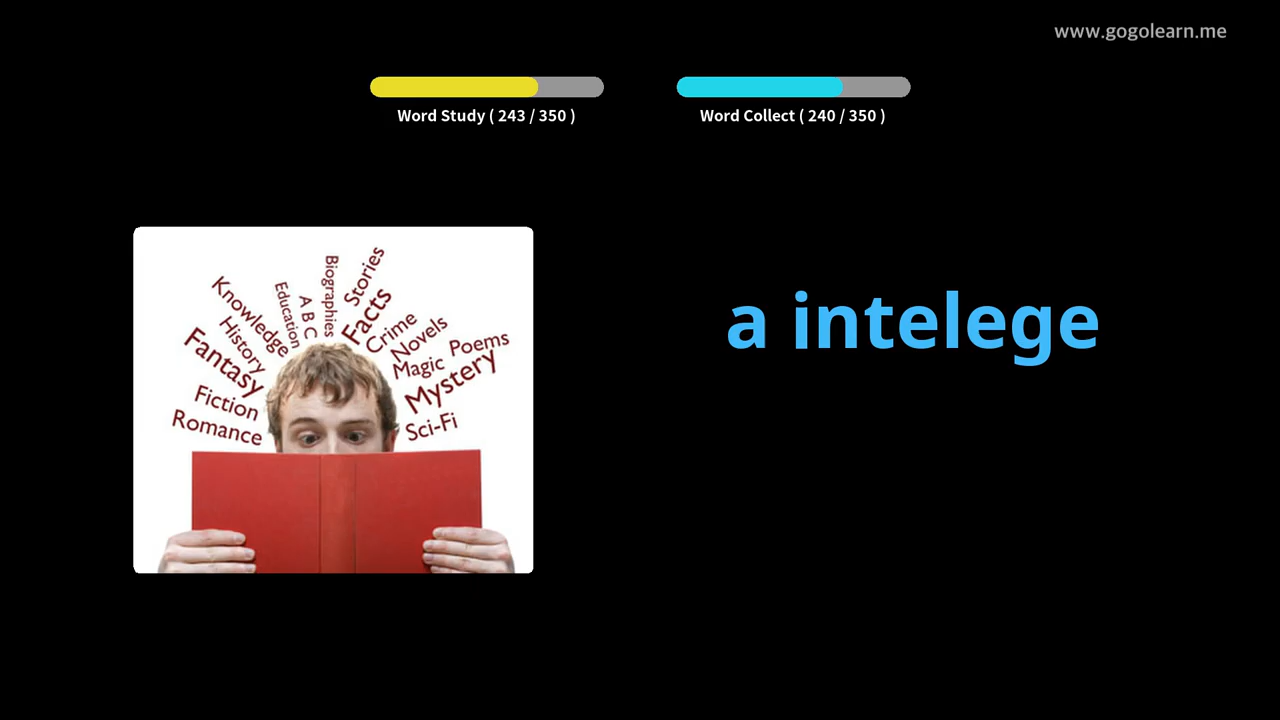 www.gogolearn.me
Word Study ( 243 / 350 )
Word Collect ( 240 / 350 )
a intelege
Biographies
Stories
Education
A B C
Facts
Knowledge
History
Crime
Novels
Fantasy
Magic
Poems
Mystery
Fiction
Romance
Sci-Fi